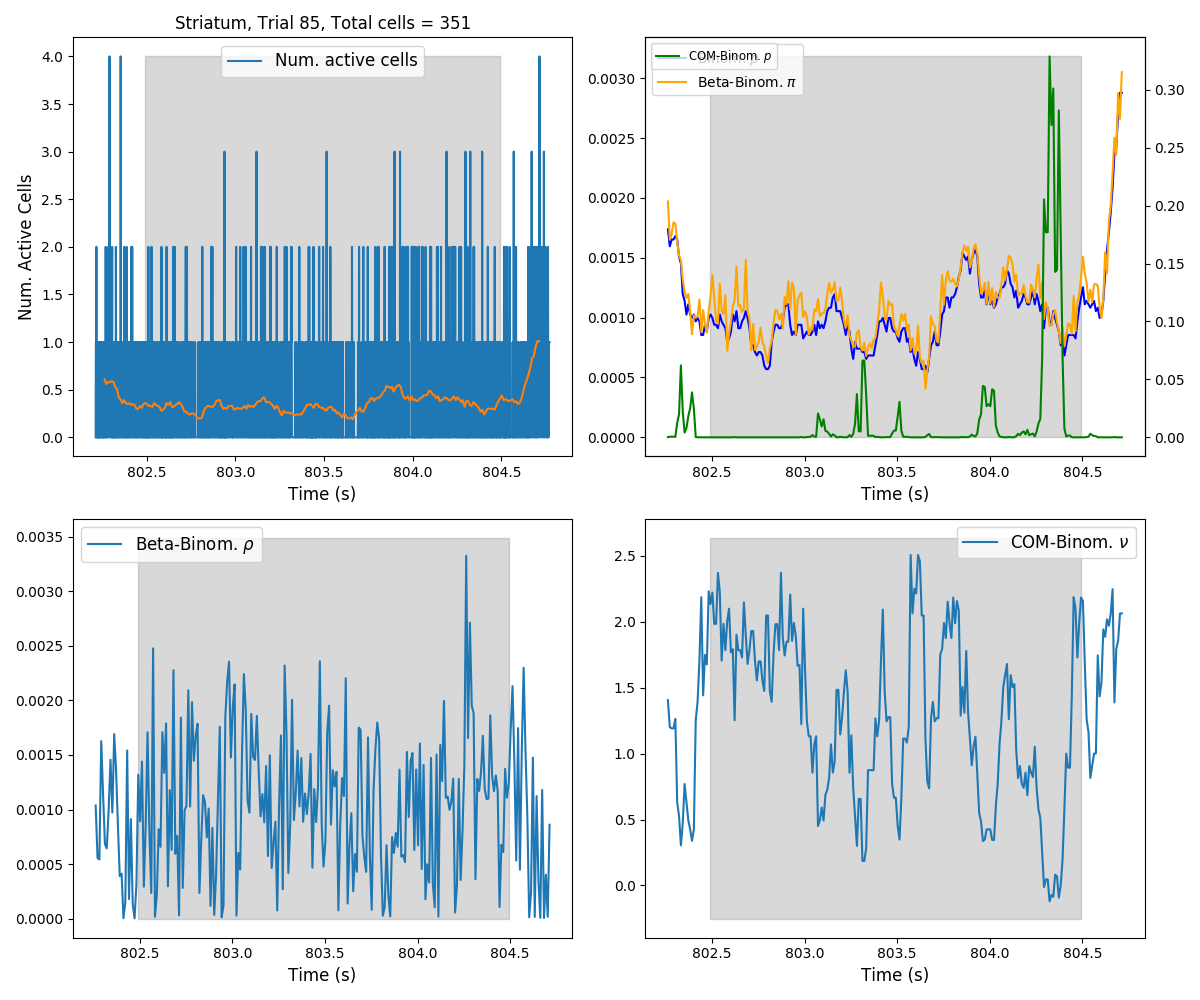 Striatum, Trial 85, Total cells = 351
Num. active cells
4.0
3.5
3.0
2.5
2.0
1.5
1.0
0.5
0.0
Num. Active Cells
802.5 803.0 803.5 804.0 804.5
Time (s)
COM-Binom. p
Beta-Binom. π
0.0030
0.0025
0.0020
0.0015
0.0010
0.0005
0.0000
0.30
0.25
0.20
0.15
0.10
0.05
0.00
802.5 803.0 803.5 804.0 804.5
Time (s)
Beta-Binom. ρ
0.0035
0.0030
0.0025
0.0020
0.0015
0.0010
0.0005
0.0000
802.5 803.0 803.5 804.0 804.5
Time (s)
COM-Binom. ν
2.5
2.0
1.5
1.0
0.5
0.0
802.5 803.0 803.5 804.0 804.5
Time (s)